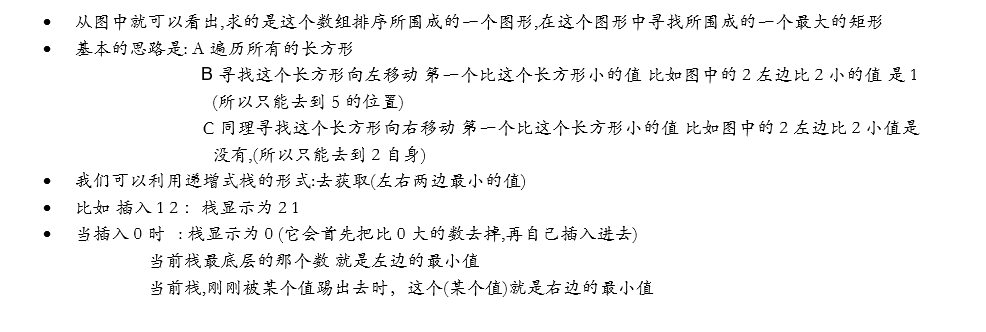 • 从图中就可以看出,求的是这个数组排序所围成的一个图形,在这个图形中寻找所围成的一个最大的矩形
• 基本的思路是: A 遍历所有的长方形
B 寻找这个长方形向左移动 第一个比这个长方形小的值 比如图中的 2 左边比 2 小的值 是 1
(所以只能去到 5 的位置)
C 同理寻找这个长方形向右移动 第一个比这个长方形小的值 比如图中的 2 左边比 2 小值是
没有,(所以只能去到 2 自身)
• 我们可以利用递增式栈的形式:去获取(左右两边最小的值)
• 比如 插入 1 2： 栈显示为 2 1
• 当插入 0 时 ：栈显示为 0 (它会首先把比 0 大的数去掉,再自己插入进去)
当前栈最底层的那个数 就是左边的最小值
当前栈,刚刚被某个值踢出去时，这个(某个值)就是右边的最小值